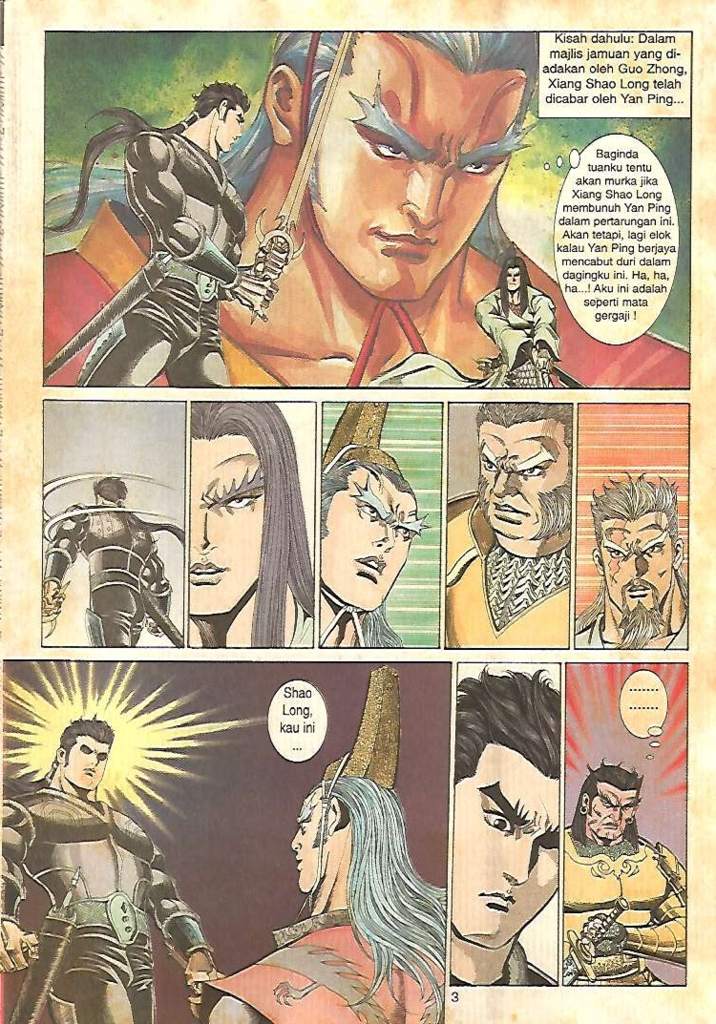 Kisah dahulu: Dalam
majlis jamuan yang di-
adakan oleh Guo Zhong,
Xiang Shao Long telah
dicabar oleh Yan Ping...
Baginda
tuanku tentu
akan murka jika
Xiang Shao Long
membunuh Yan Ping
dalam pertarungan ini.
Akan tetapi, lagi elok
kalau Yan Ping berjaya
mencabut duri dalam
dagingku ini. Ha, ha,
ha...! Aku ini adalah
seperti mata
gergaji !
Shao
Long,
kau ini
...
.......
.......
3